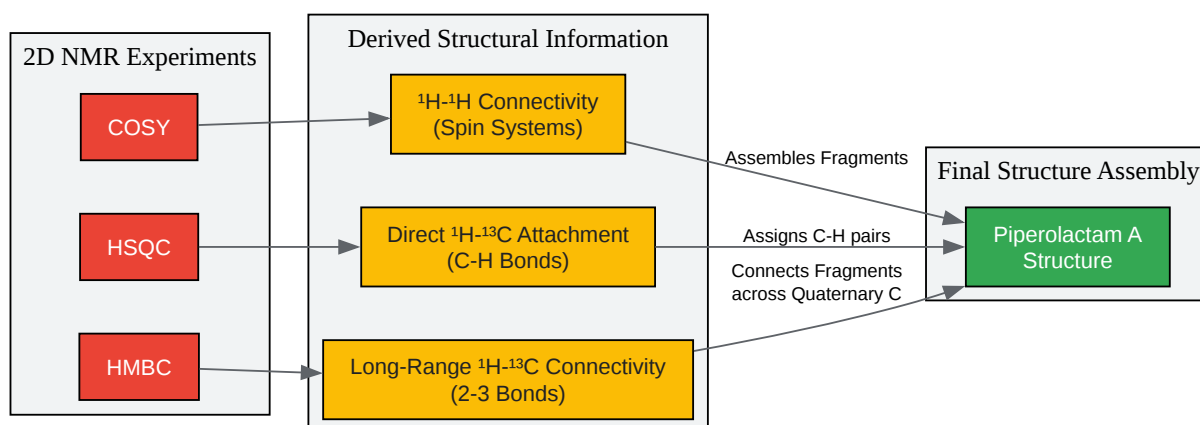 2D NMR Experiments
COSY
HSQC
HMBC
Derived Structural Information
¹H-¹H Connectivity
(Spin Systems)
Direct ¹H-¹³C Attachment
(C-H Bonds)
Long-Range ¹H-¹³C Connectivity
(2-3 Bonds)
Assembles Fragments
Assigns C-H pairs
Connects Fragments
across Quaternary C
Final Structure Assembly
Piperolactam A
Structure